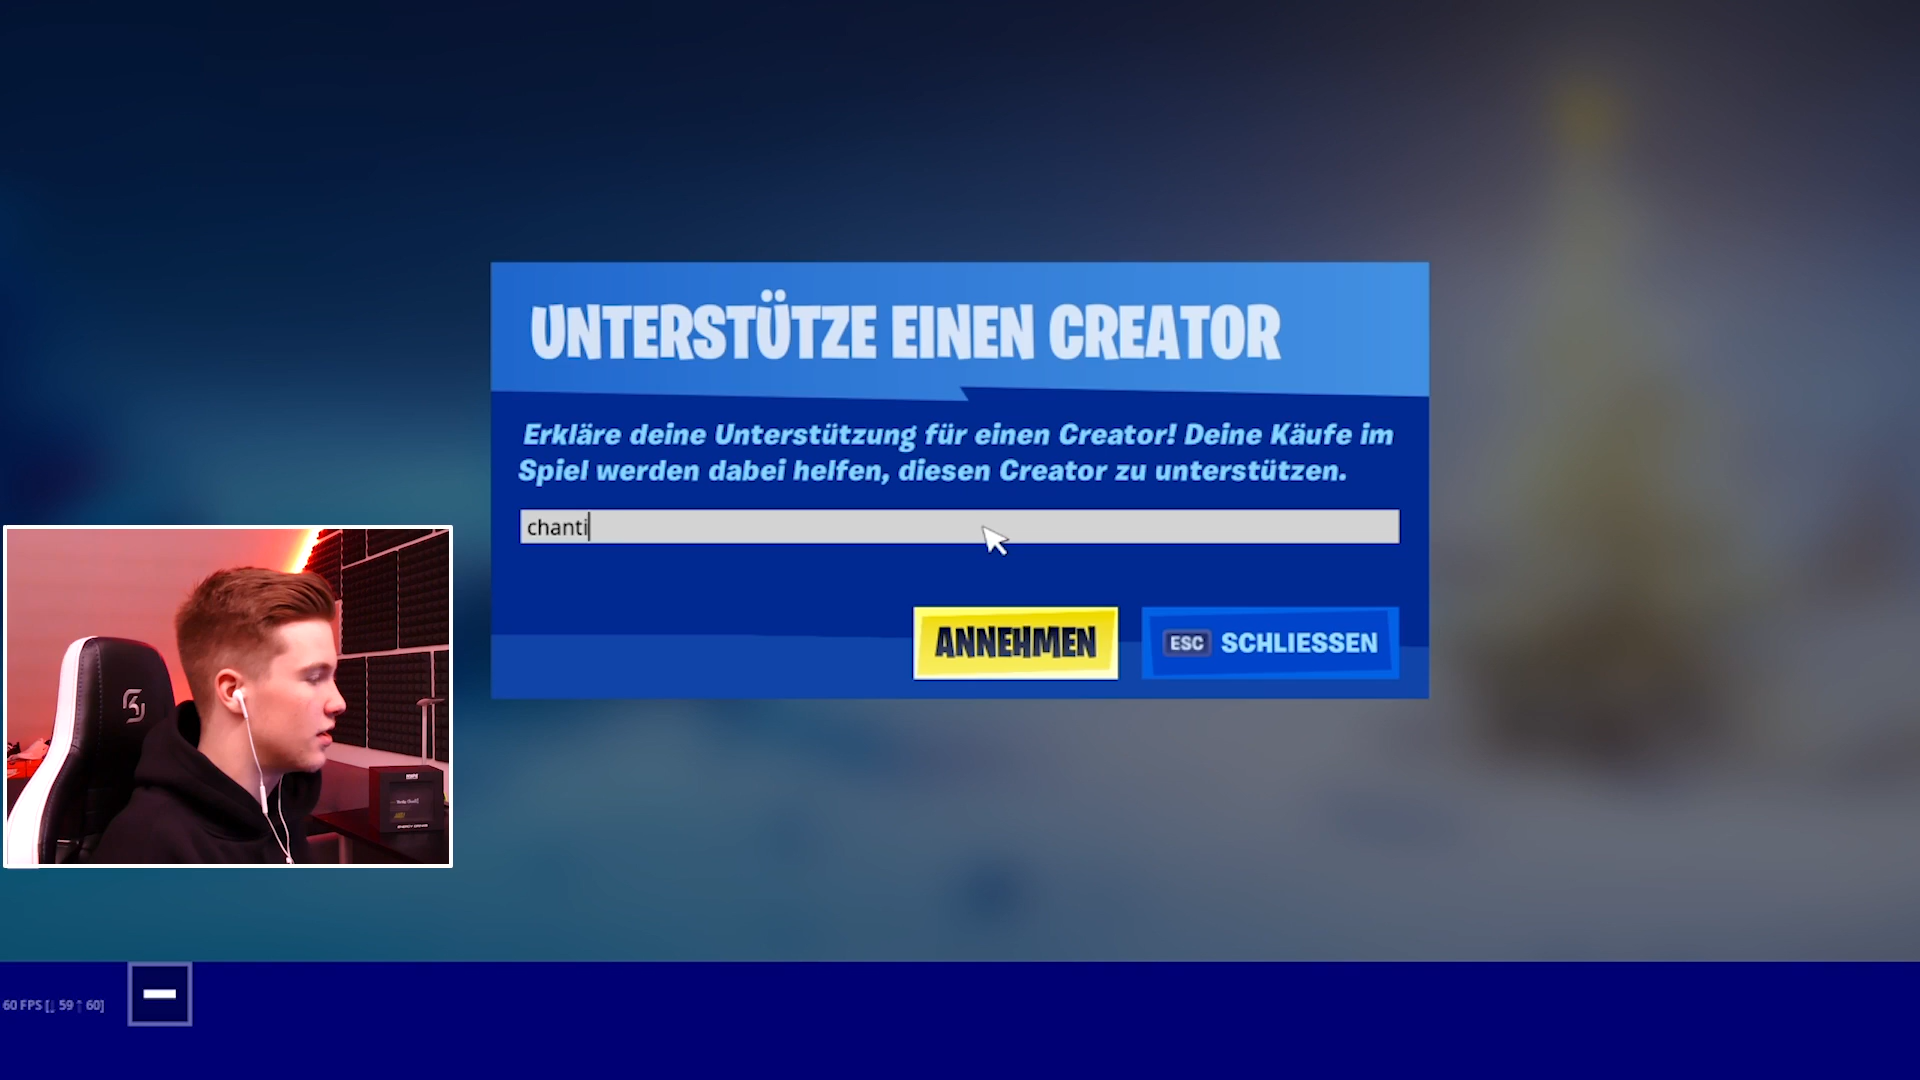 UNTERSTÜTZE EINEN CREATOR
Erkläre deine Unterstützung für einen Creator! Deine Käufe im
Spiel werden dabei helfen, diesen Creator zu unterstützen.
chanti
ANNEHMEN
ESC SCHLIESSEN
60 FPS [↓ 59 ↑ 60]